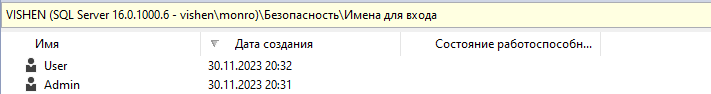 VISHEN (SQL Server 16.0.1000.6 - vishen\monro)\Безопасность\Имена для входа
Имя Дата создания Состояние работоспособн...
User 30.11.2023 20:32
Admin 30.11.2023 20:31